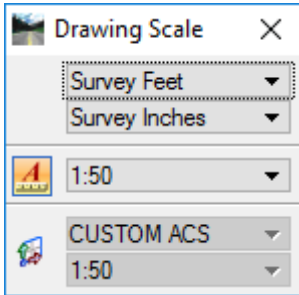 Drawing Scale
Survey Feet
Survey Inches
A
1:50
CUSTOM ACS
1:50